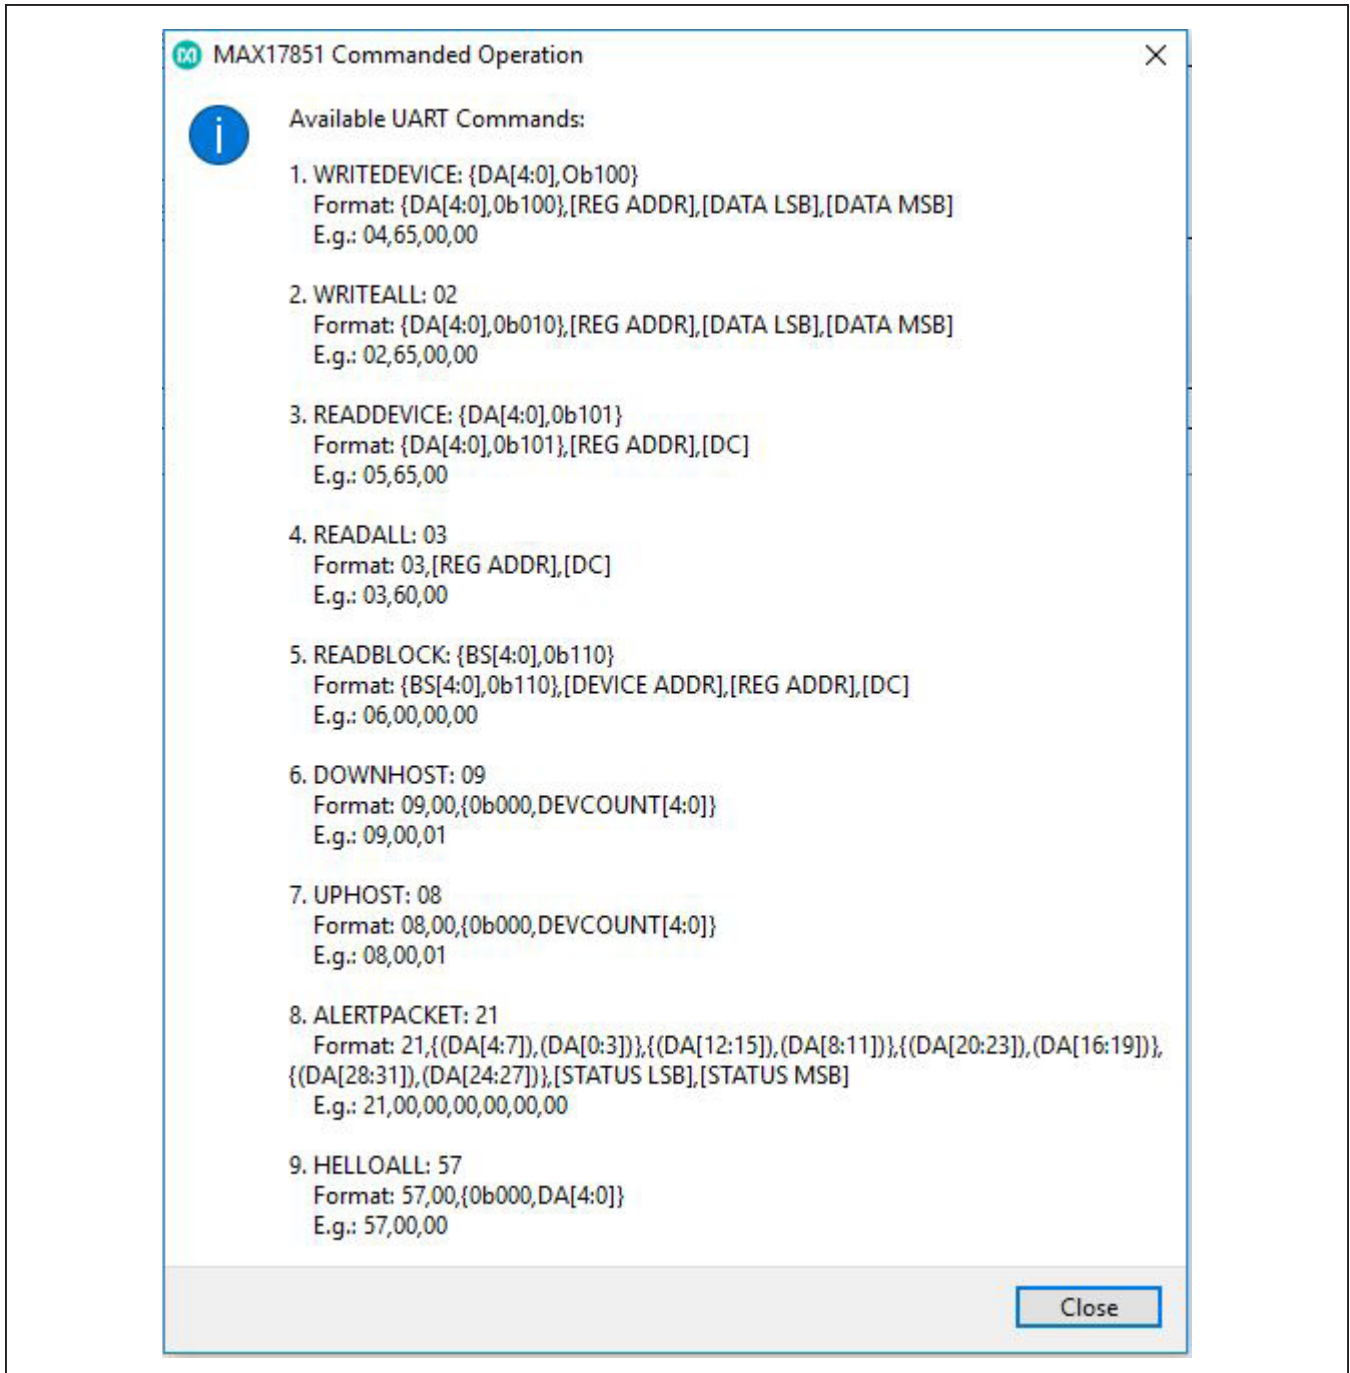 MAX17851 Commanded Operation
Available UART Commands:
1. WRITEDEVICE: {DA[4:0],Ob100}
Format: {DA[4:0],0b100},[REG ADDR],[DATA LSB],[DATA MSB]
E.g.: 04,65,00,00
2. WRITEALL: 02
Format: {DA[4:0],0b010},[REG ADDR],[DATA LSB],[DATA MSB]
E.g.: 02,65,00,00
3. READDEVICE: {DA[4:0],0b101}
Format: {DA[4:0],0b101},[REG ADDR],[DC]
E.g.: 05,65,00
4. READALL: 03
Format: 03,[REG ADDR],[DC]
E.g.: 03,60,00
5. READBLOCK: {BS[4:0],0b110}
Format: {BS[4:0],0b110},[DEVICE ADDR],[REG ADDR],[DC]
E.g.: 06,00,00,00
6. DOWNHOST: 09
Format: 09,00,{0b000,DEVCOUNT[4:0]}
E.g.: 09,00,01
7. UPHOST: 08
Format: 08,00,{0b000,DEVCOUNT[4:0]}
E.g.: 08,00,01
8. ALERTPACKET: 21
Format: 21,{(DA[4:7]),(DA[0:3])},{(DA[12:15]),(DA[8:11])},{(DA[20:23]),(DA[16:19])},
{(DA[28:31]),(DA[24:27])},[STATUS LSB],[STATUS MSB]
E.g.: 21,00,00,00,00,00,00
9. HELLOALL: 57
Format: 57,00,{0b000,DA[4:0]}
E.g.: 57,00,00
Close